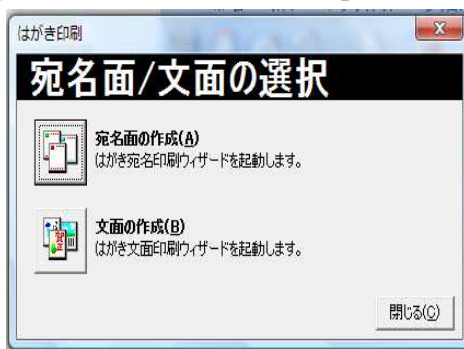 はがき印刷
宛名面/文面の選択
宛名面の作成(A)
はがき宛名印刷ウィザードを起動します。
文面の作成(B)
はがき文面印刷ウィザードを起動します。
閉じる(C)